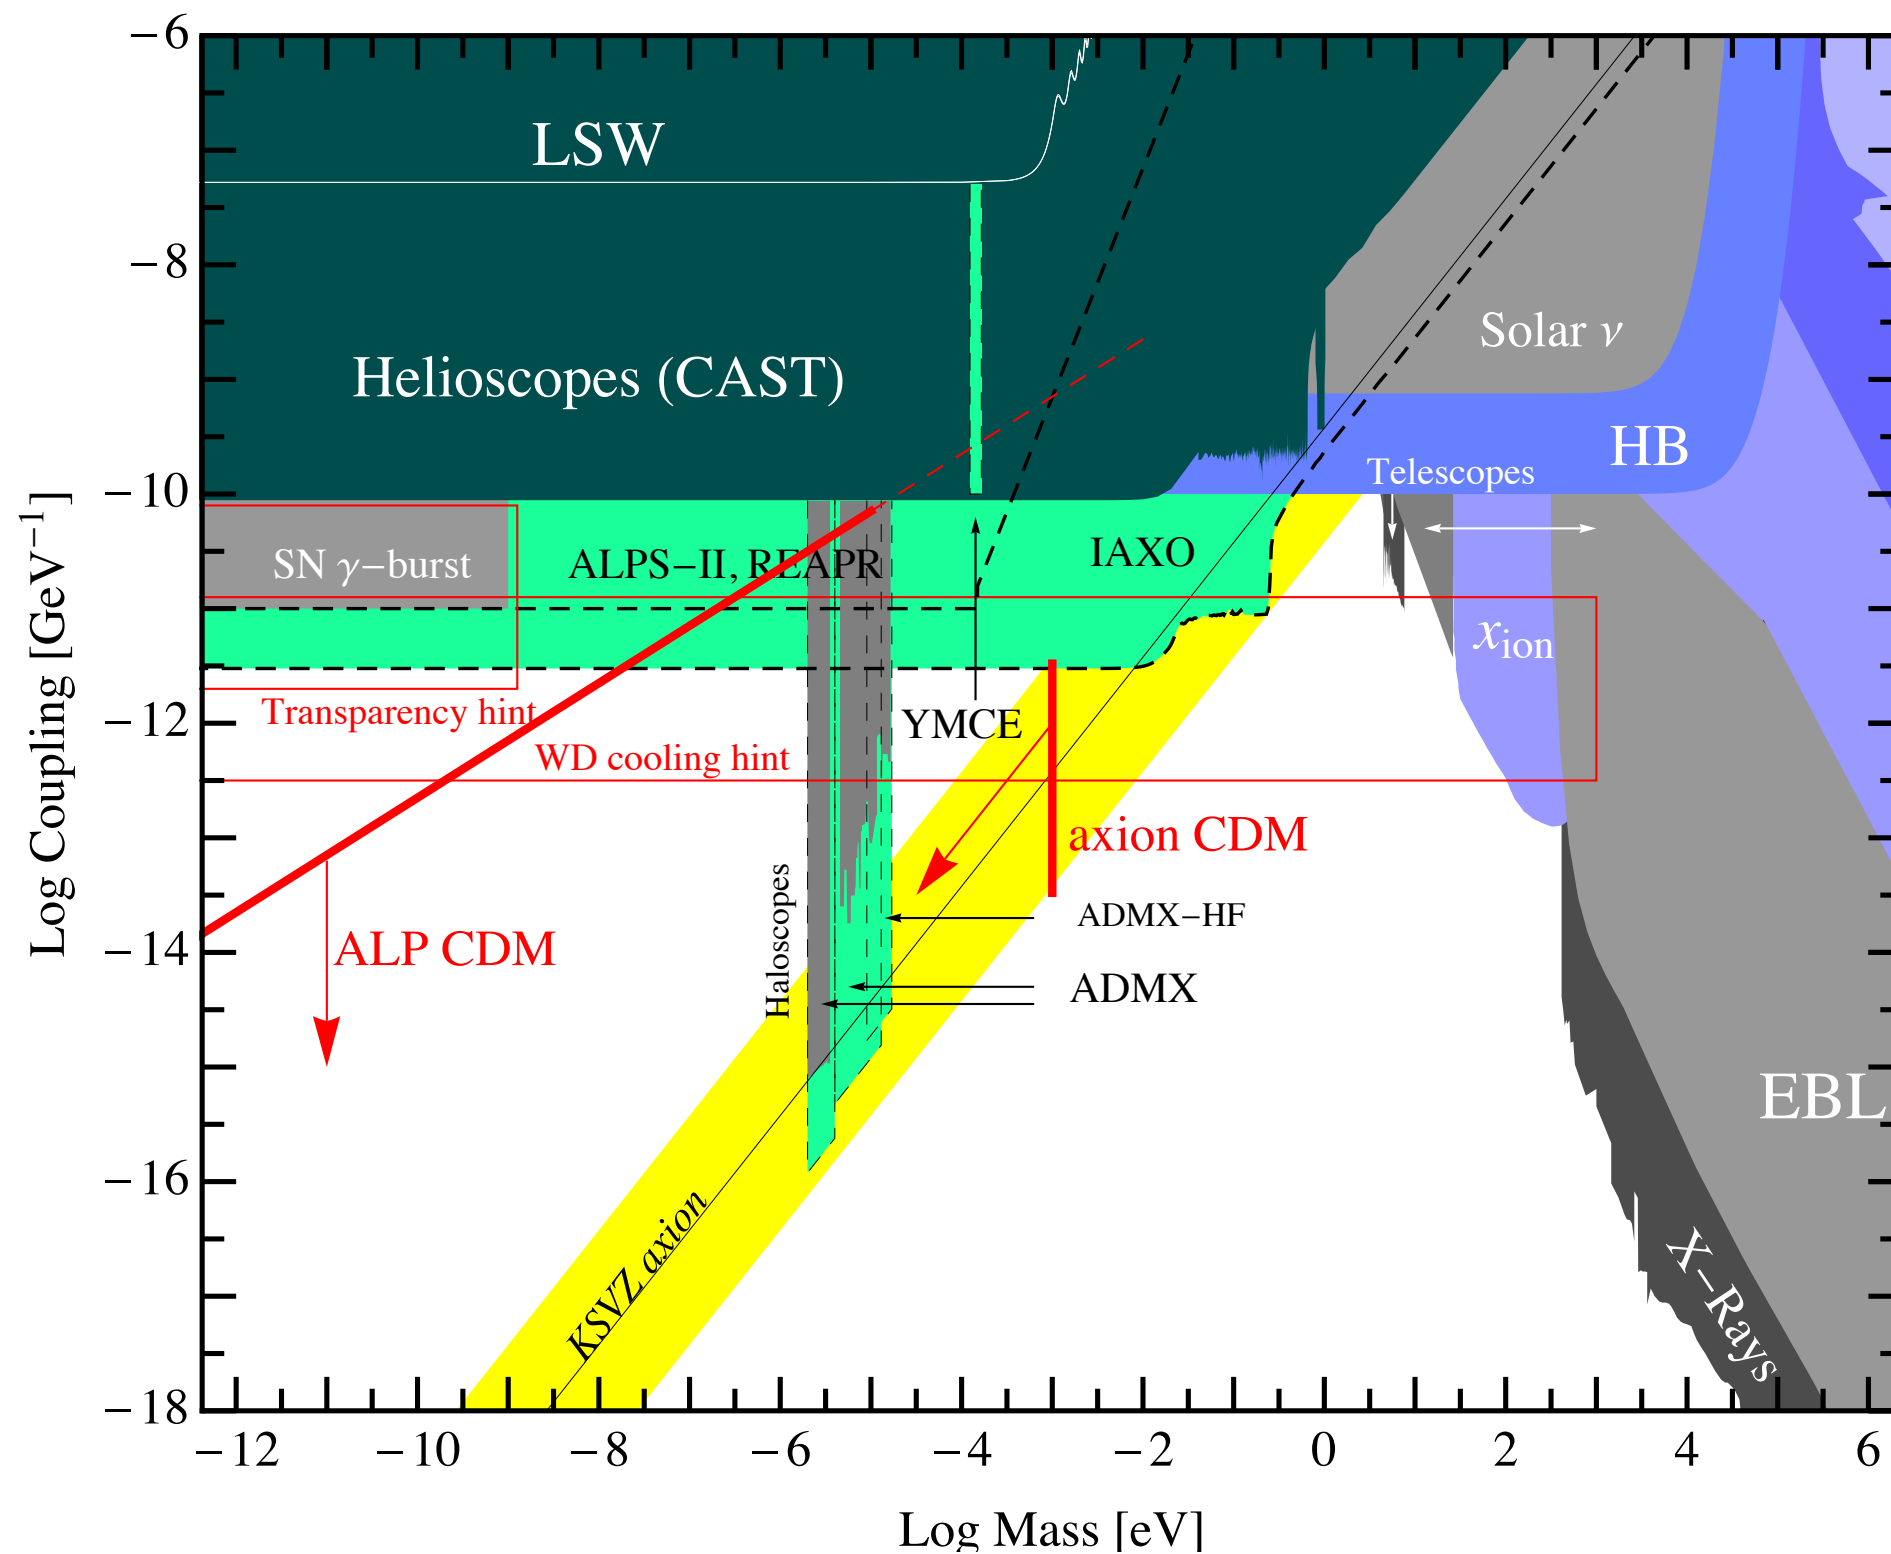 −6
LSW
−8
Solar ν
Helioscopes (CAST)
HB
Telescopes
−10
SN γ−burst
ALPS−II, REAPR
IAXO
x_ion
Log Coupling [GeV⁻¹]
−12
Transparency hint
YMCE
WD cooling hint
axion CDM
Haloscopes
ADMX−HF
−14
ALP CDM
ADMX
EBL
−16
KSVZ axion
X−Rays
−18
−12 −10 −8 −6 −4 −2 0 2 4 6
Log Mass [eV]